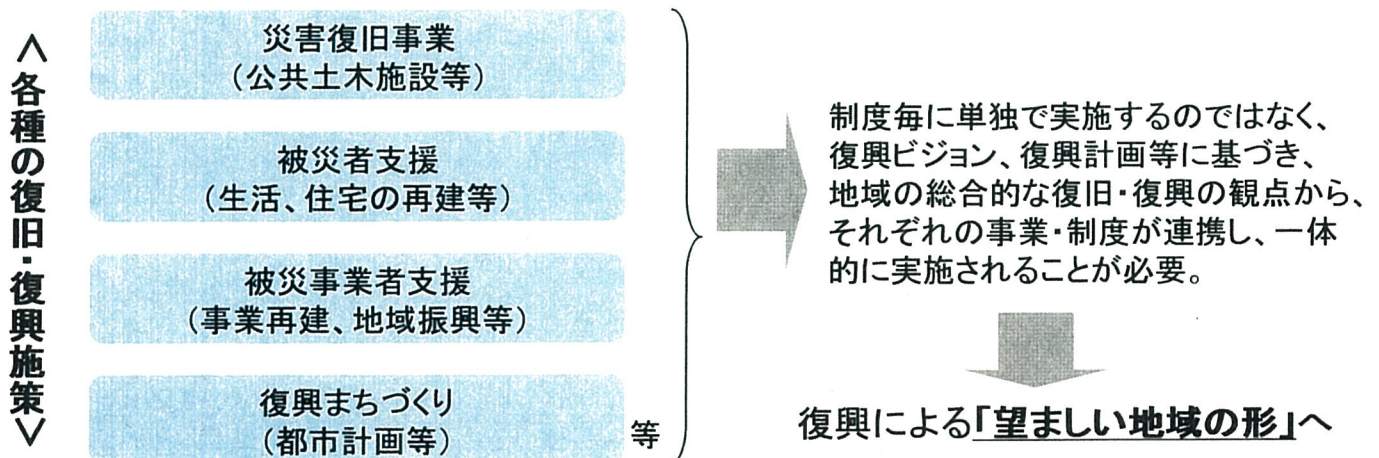 <各種の復旧・復興施策>
災害復旧事業
(公共土木施設等)
被災者支援
(生活、住宅の再建等)
被災事業者支援
(事業再建、地域振興等)
復興まちづくり
(都市計画等)
等
制度毎に単独で実施するのではなく、
復興ビジョン、復興計画等に基づき、
地域の総合的な復旧・復興の観点から、
それぞれの事業・制度が連携し、一体
的に実施されることが必要。
復興による「望ましい地域の形」へ